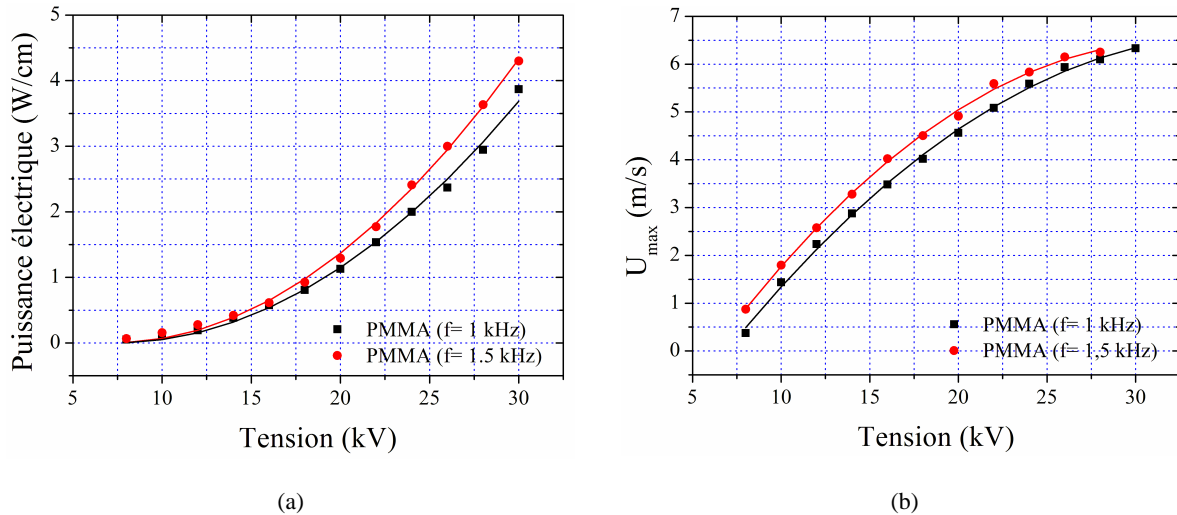 Puissance électrique (W/cm)
5
4
3
2
1
0
PMMA (f= 1 kHz)
PMMA (f= 1.5 kHz)
5 10 15 20 25 30
Tension (kV)
(a)
U_max (m/s)
7
6
5
4
3
2
1
0
PMMA (f= 1 kHz)
PMMA (f= 1,5 kHz)
5 10 15 20 25 30
Tension (kV)
(b)